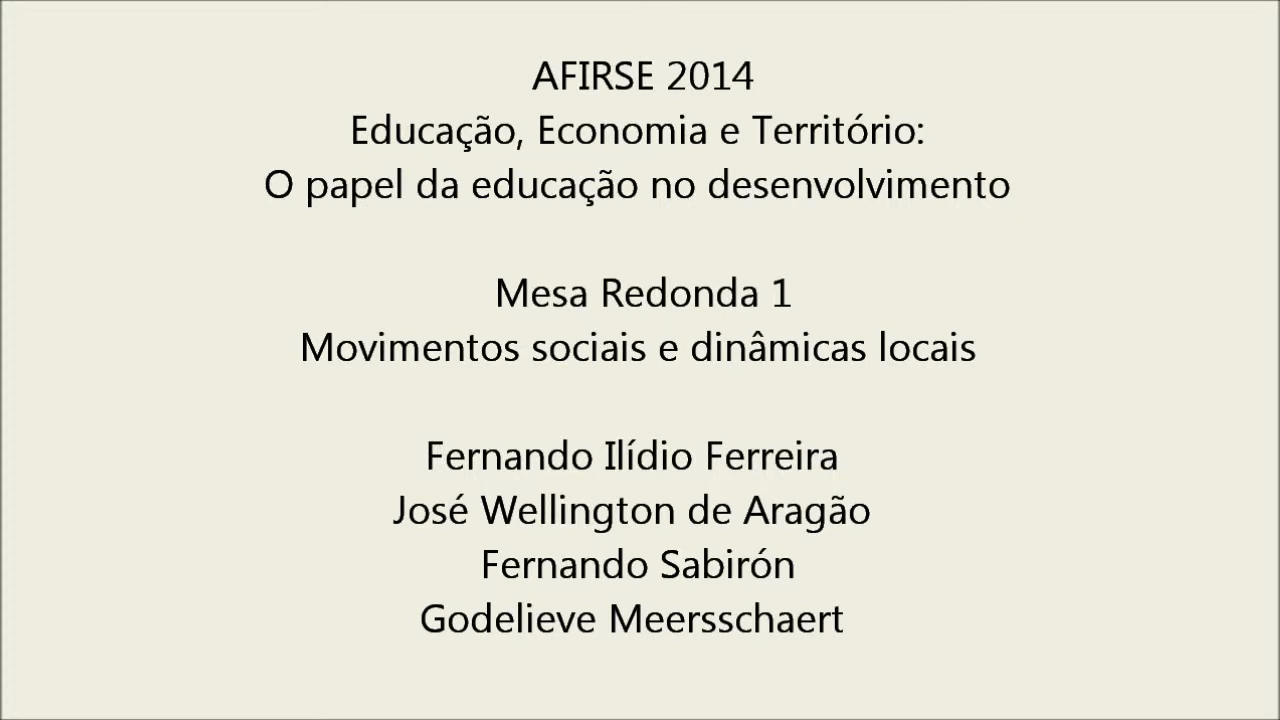 AFIRSE 2014
Educação, Economia e Território:
O papel da educação no desenvolvimento
Mesa Redonda 1
Movimentos sociais e dinâmicas locais
Fernando Ilídio Ferreira
José Wellington de Aragão
Fernando Sabirón
Godelieve Meersschaert